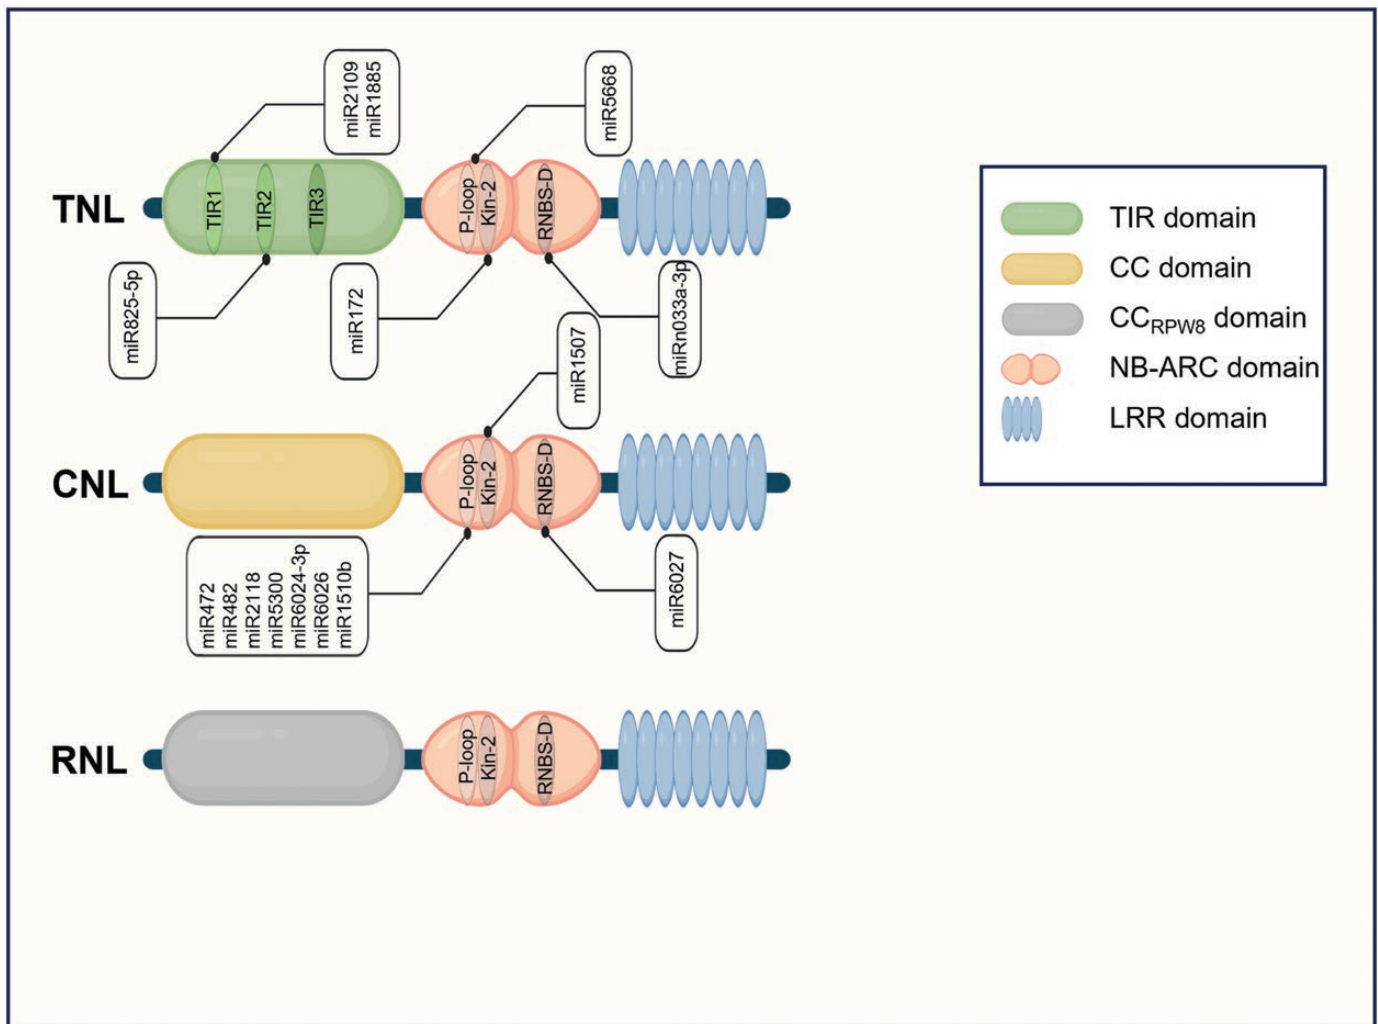 miR2109
miR1885
miR5668
TNL
TIR1
TIR2
TIR3
P-loop
Kin-2
RNBS-D
miR825-5p
miR172
miRn033a-3p
miR1507
CNL
P-loop
Kin-2
RNBS-D
miR472
miR482
miR2118
miR5300
miR6024-3p
miR6026
miR1510b
miR6027
RNL
P-loop
Kin-2
RNBS-D
TIR domain
CC domain
CCRPW8 domain
NB-ARC domain
LRR domain